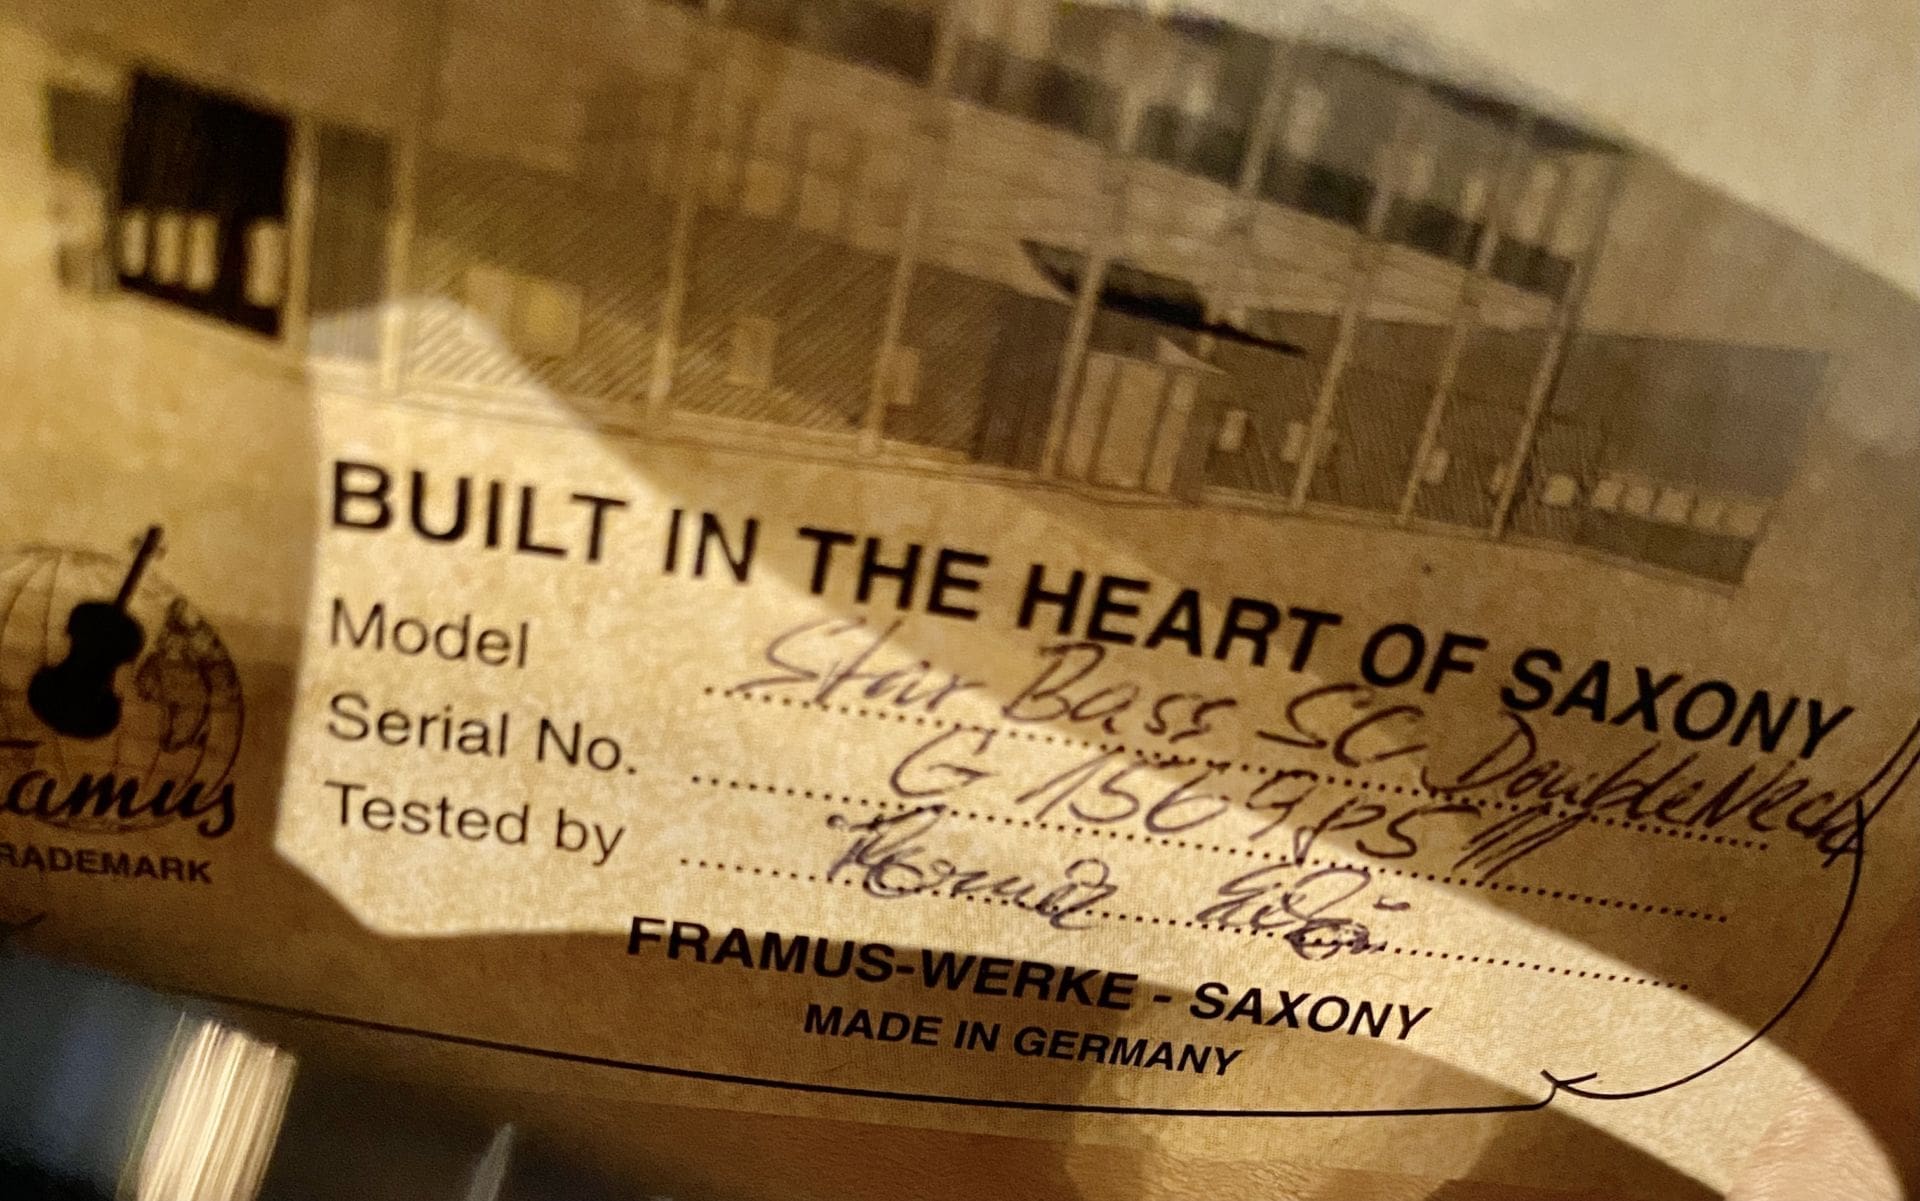 BUILT IN THE HEART OF SAXONY
Model Star Bass SC DoubleNeck
Serial No.
Tested by
amus
RADEMARK
FRAMUS-WERKE - SAXONY
MADE IN GERMANY